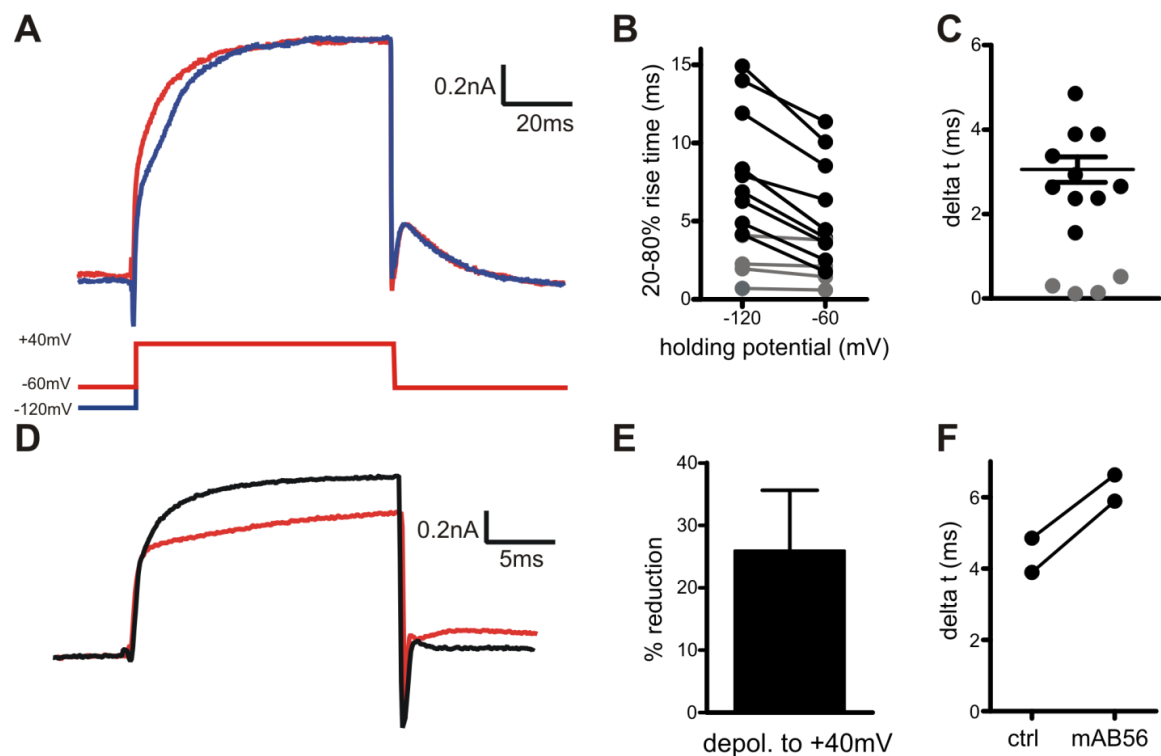 A
0.2nA
20ms
+40mV
-60mV
-120mV
B
20-80% rise time (ms)
15
10
5
0
-120
-60
holding potential (mV)
C
delta t (ms)
6
4
2
0
D
0.2nA
5ms
E
% reduction
40
30
20
10
0
depol. to +40mV
F
delta t (ms)
6
4
2
0
ctrl
mAB56